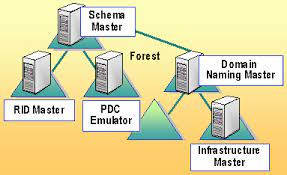 Schema
Master
Forest
Domain
Naming Master
RID Master
PDC
Emulator
Infrastructure
Master